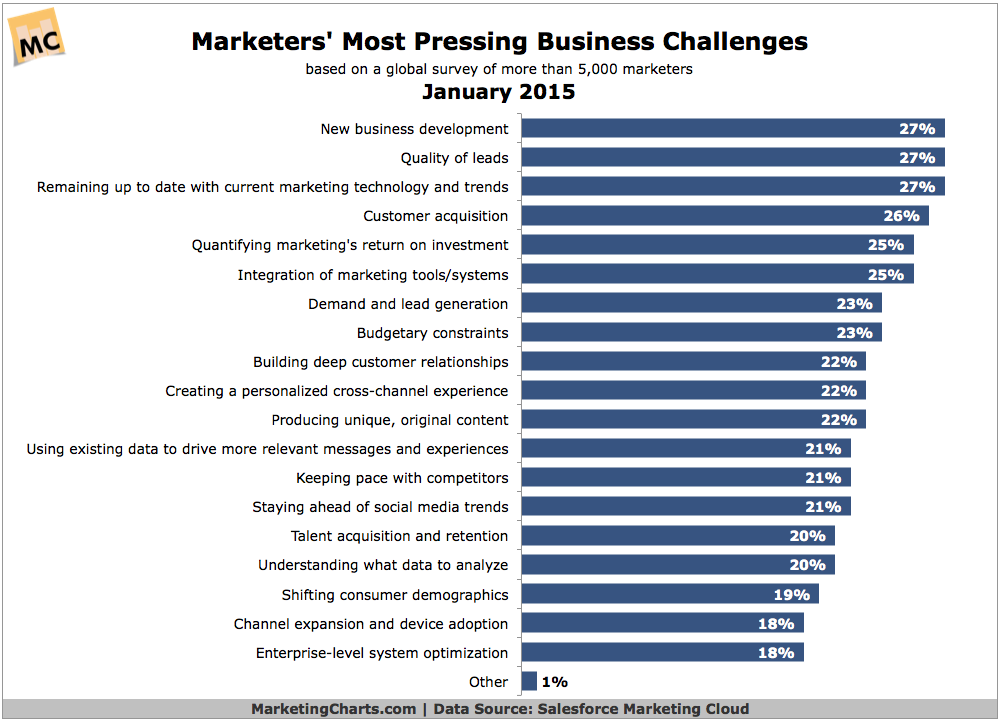 MC
Marketers' Most Pressing Business Challenges
based on a global survey of more than 5,000 marketers
January 2015
New business development 27%
Quality of leads 27%
Remaining up to date with current marketing technology and trends 27%
Customer acquisition 26%
Quantifying marketing's return on investment 25%
Integration of marketing tools/systems 25%
Demand and lead generation 23%
Budgetary constraints 23%
Building deep customer relationships 22%
Creating a personalized cross-channel experience 22%
Producing unique, original content 22%
Using existing data to drive more relevant messages and experiences 21%
Keeping pace with competitors 21%
Staying ahead of social media trends 21%
Talent acquisition and retention 20%
Understanding what data to analyze 20%
Shifting consumer demographics 19%
Channel expansion and device adoption 18%
Enterprise-level system optimization 18%
Other 1%
MarketingCharts.com | Data Source: Salesforce Marketing Cloud